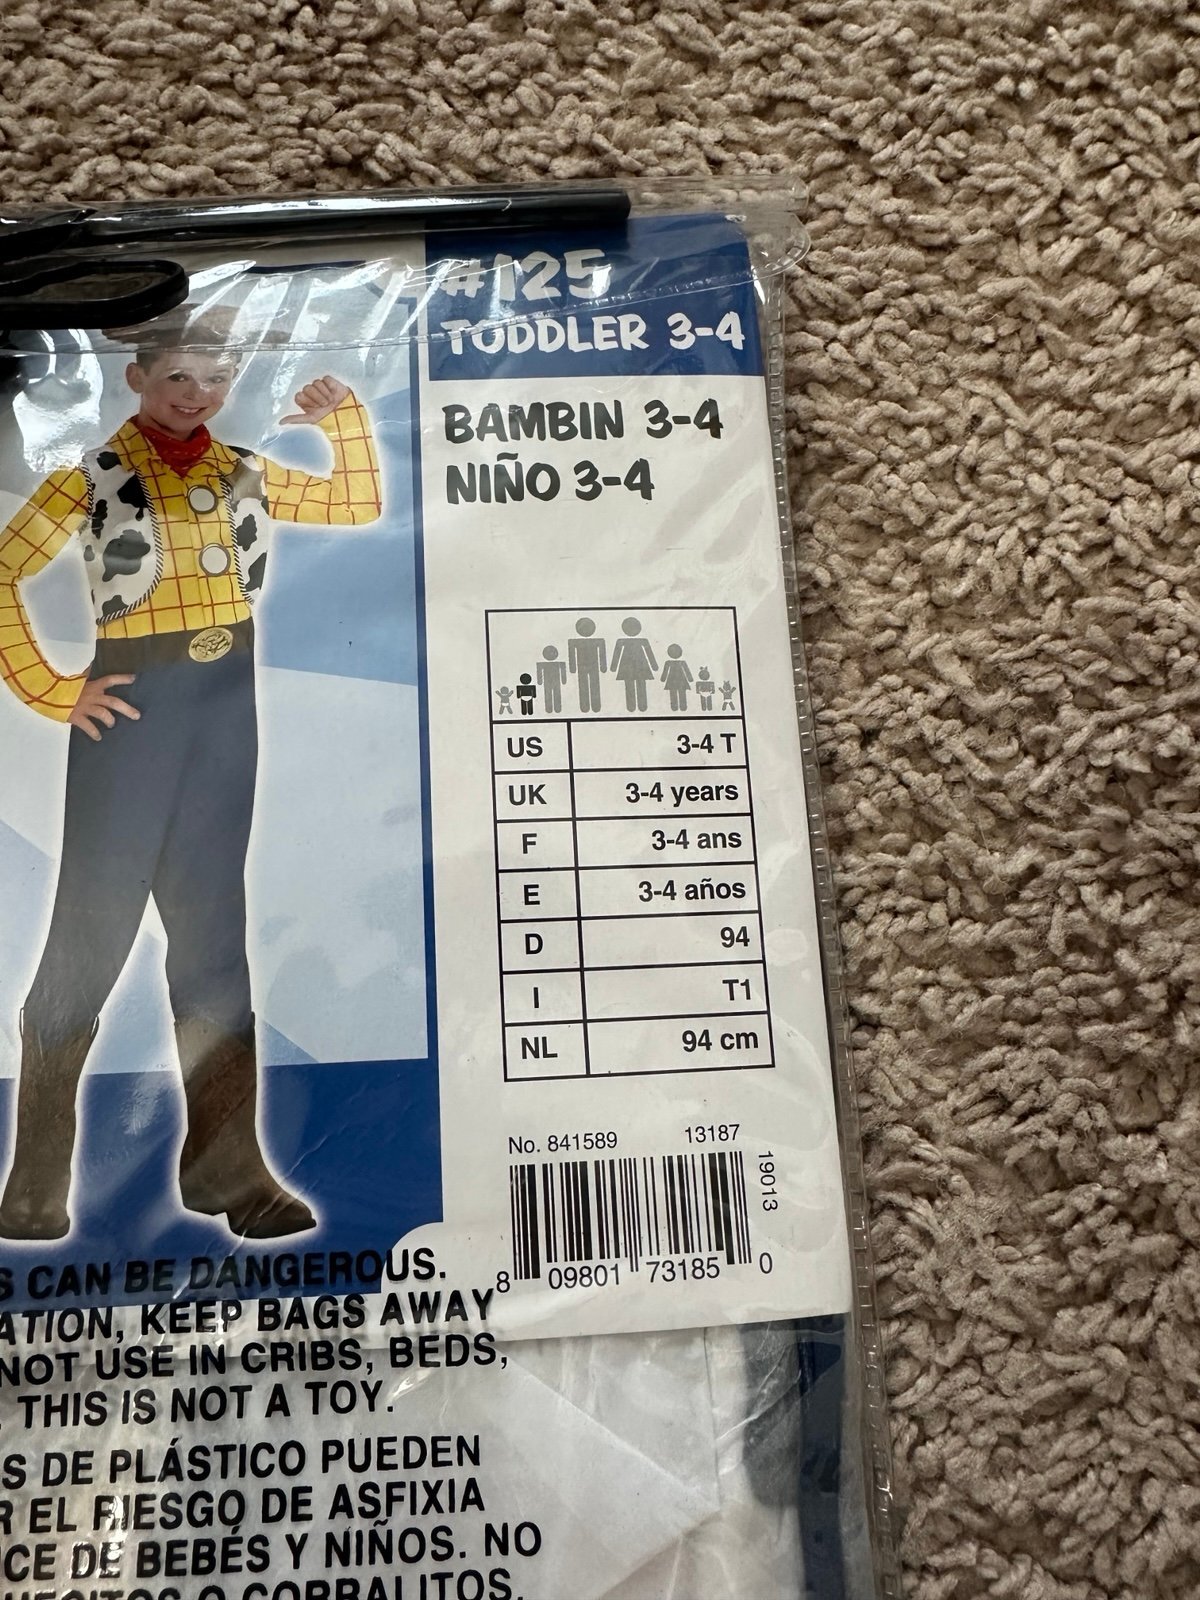 #125
TODDLER 3-4
BAMBIN 3-4
NIÑO 3-4
US 3-4 T
UK 3-4 years
F 3-4 ans
E 3-4 años
D 94
I T1
NL 94 cm
No. 841589 13187
19013
8 09801 73185 0
S CAN BE DANGEROUS.
ATION, KEEP BAGS AWAY
NOT USE IN CRIBS, BEDS,
. THIS IS NOT A TOY.
S DE PLÁSTICO PUEDEN
R EL RIESGO DE ASFIXIA
CE DE BEBÉS Y NIÑOS. NO
O CORRALITOS.